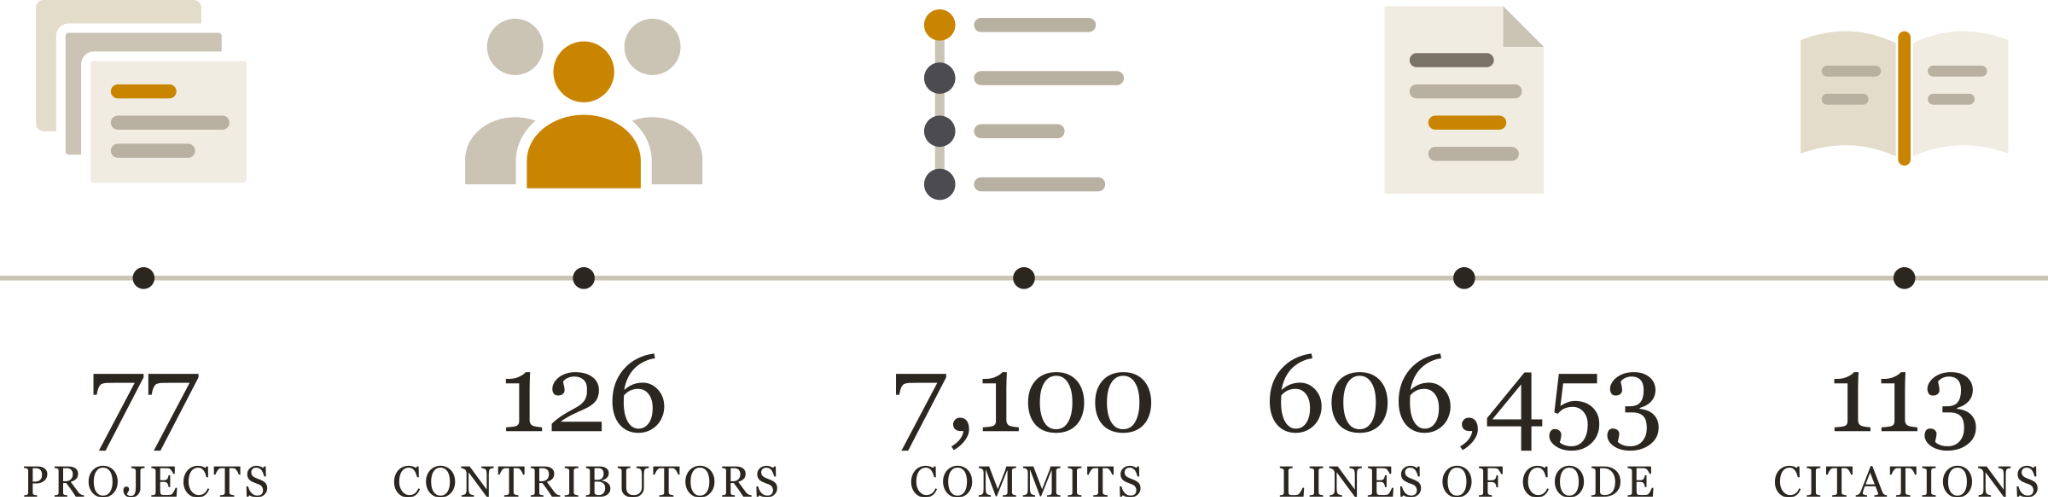 77 126 7,100 606,453 113
PROJECTS CONTRIBUTORS COMMITS LINES OF CODE CITATIONS